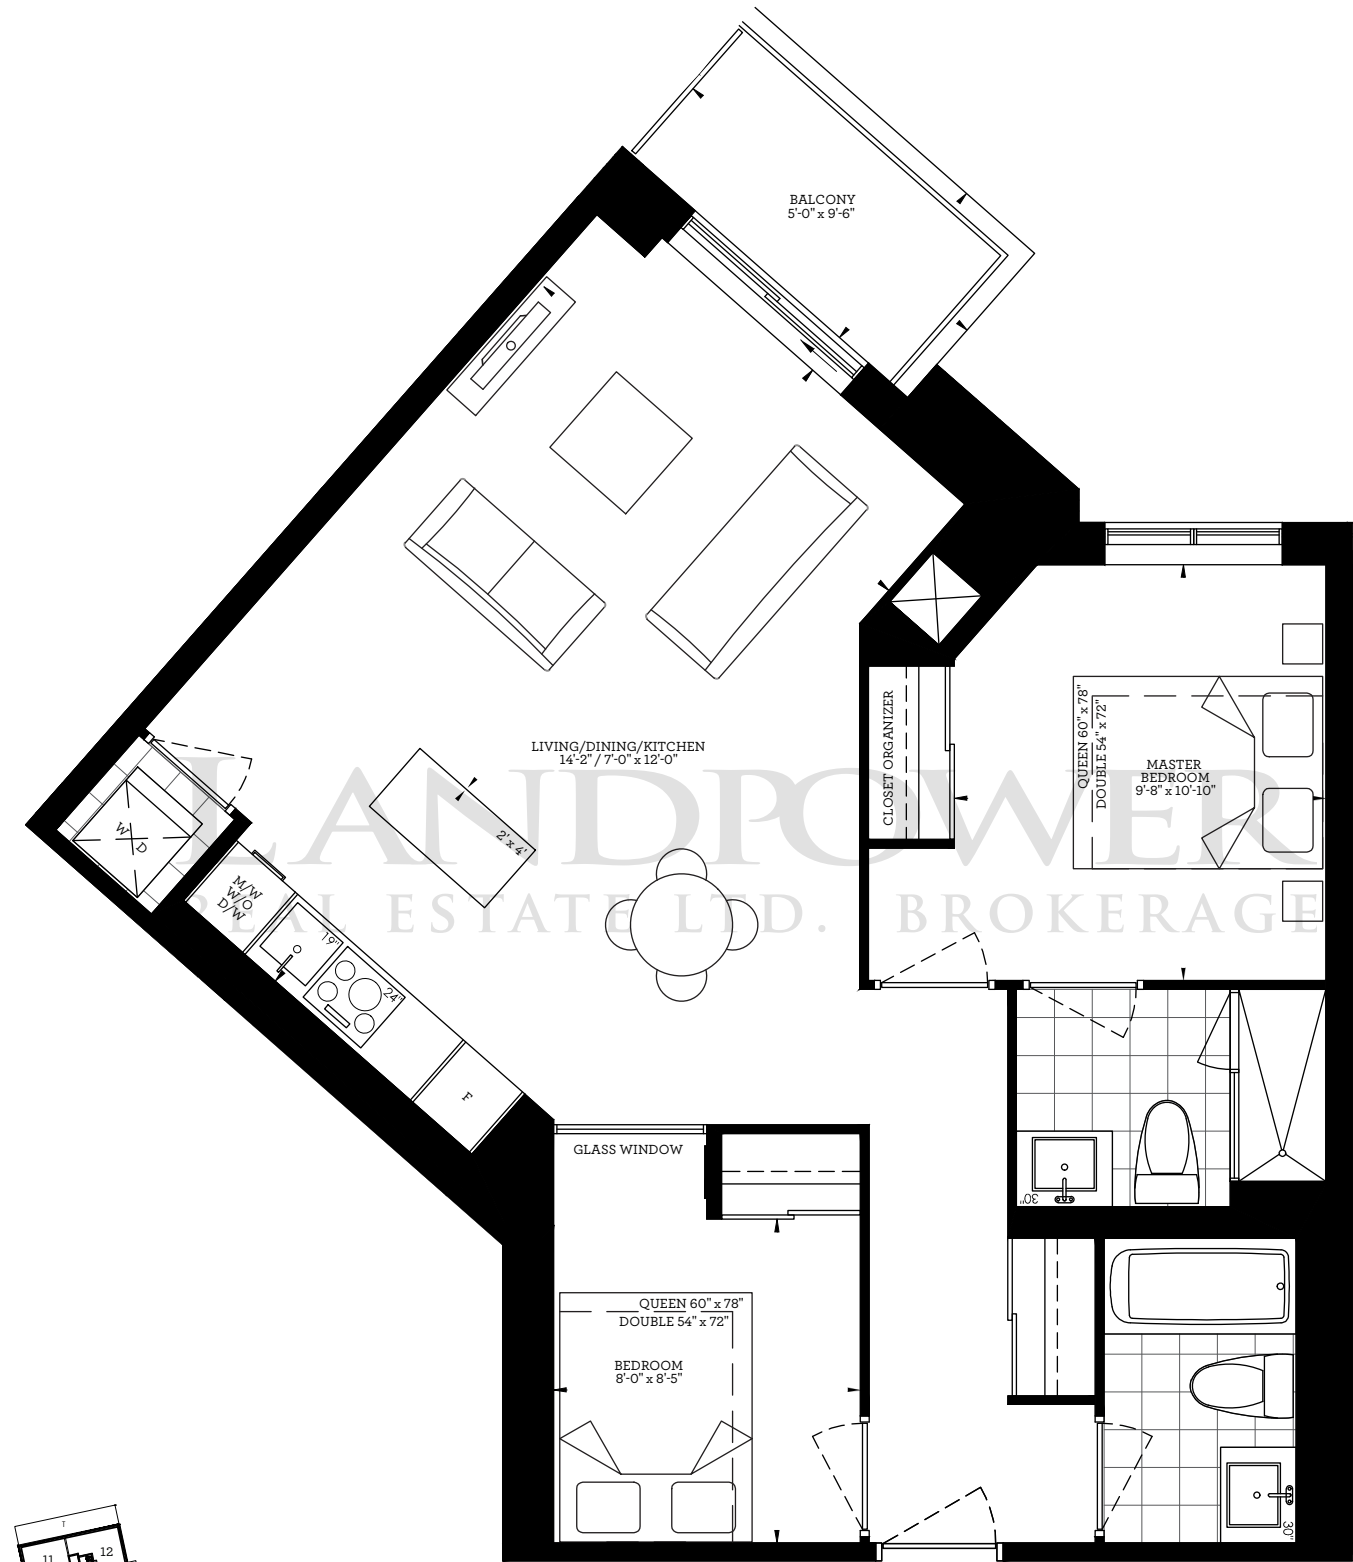 BALCONY
5'-0" x 9'-6"
LIVING/DINING/KITCHEN
14'-2" / 7'-0" x 12'-0"
CLOSET ORGANIZER
QUEEN 60" x 78"
DOUBLE 54" x 72"
MASTER
BEDROOM
9'-8" x 10'-10"
LANDPOWER
REAL ESTATE LTD. BROKERAGE
2' x 4'
W
D
M/W
W/O
D/W
19"
24"
F
GLASS WINDOW
30"
QUEEN 60" x 78"
DOUBLE 54" x 72"
BEDROOM
8'-0" x 8'-5"
30"
11
12